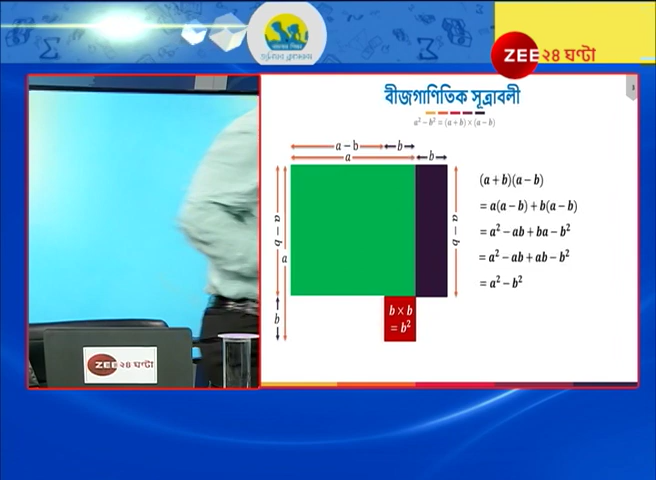 ZEE ২৪ ঘণ্টা
বীজগাণিতিক সূত্রাবলী
3
a² − b² = (a + b) × (a − b)
a − b
b
a
b
(a + b)(a − b)
= a(a − b) + b(a − b)
= a² − ab + ba − b²
= a² − ab + ab − b²
= a² − b²
a − b
a
a − b
b
b × b
= b²
ZEE ২৪ ঘণ্টা